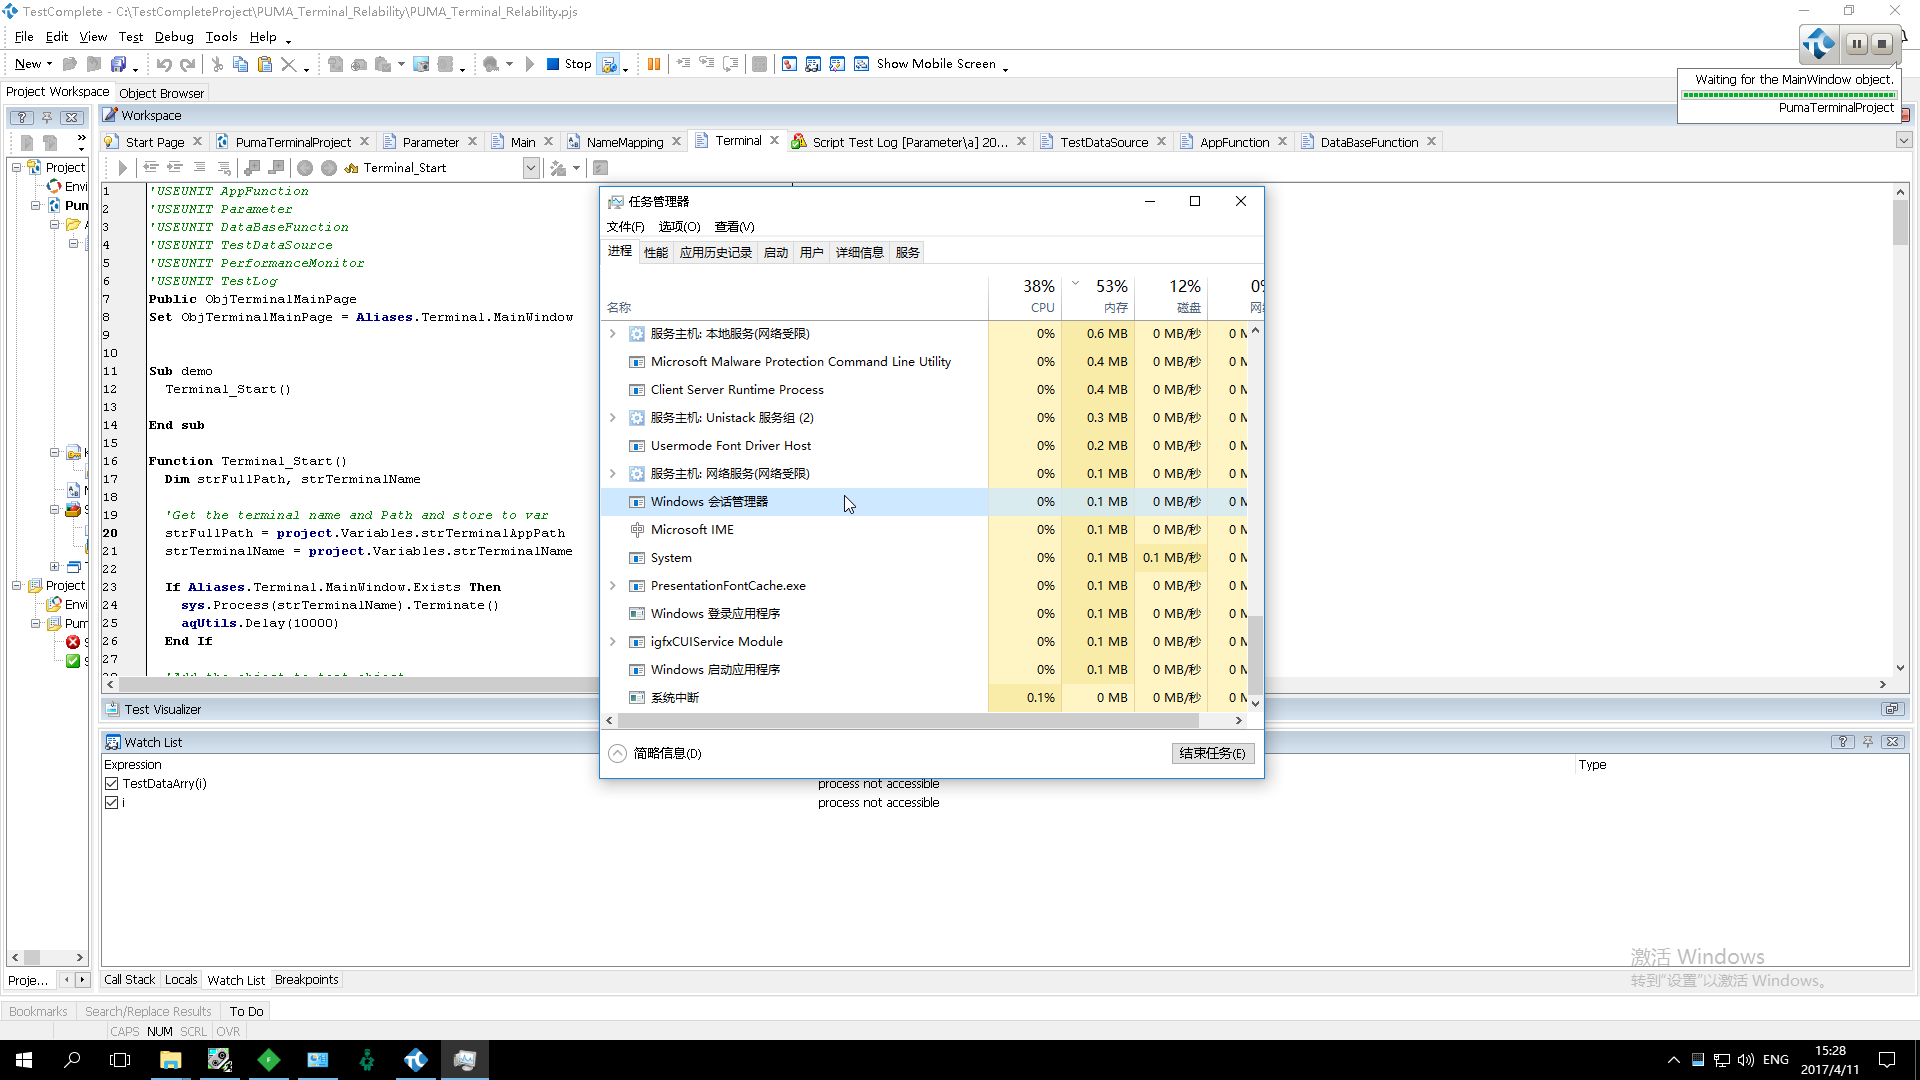 TestComplete - C:\TestCompleteProject\PUMA_Terminal_Relability\PUMA_Terminal_Relability.pjs
File Edit View Test Debug Tools Help
New Stop Show Mobile Screen
Waiting for the MainWindow object.
PumaTerminalProject
Project Workspace Object Browser
Workspace
Start Page PumaTerminalProject Parameter Main NameMapping Terminal Script Test Log [Parameter\a] 20... TestDataSource AppFunction DataBaseFunction
Terminal_Start
Project
Envi
Pun
Project
Envi
Pun
Proje...
1 'USEUNIT AppFunction
2 'USEUNIT Parameter
3 'USEUNIT DataBaseFunction
4 'USEUNIT TestDataSource
5 'USEUNIT PerformanceMonitor
6 'USEUNIT TestLog
7 Public ObjTerminalMainPage
8 Set ObjTerminalMainPage = Aliases.Terminal.MainWindow
9
10
11 Sub demo
12 Terminal_Start()
13
14 End sub
15
16 Function Terminal_Start()
17 Dim strFullPath, strTerminalName
18
19 'Get the terminal name and Path and store to var
20 strFullPath = project.Variables.strTerminalAppPath
21 strTerminalName = project.Variables.strTerminalName
22
23 If Aliases.Terminal.MainWindow.Exists Then
24 sys.Process(strTerminalName).Terminate()
25 aqUtils.Delay(10000)
26 End If
27
任务管理器
文件(F) 选项(O) 查看(V)
进程 性能 应用历史记录 启动 用户 详细信息 服务
38% 53% 12% 0%
名称 CPU 内存 磁盘 网
服务主机: 本地服务(网络受限) 0% 0.6 MB 0 MB/秒 0 M
Microsoft Malware Protection Command Line Utility 0% 0.4 MB 0 MB/秒 0 M
Client Server Runtime Process 0% 0.4 MB 0 MB/秒 0 M
服务主机: Unistack 服务组 (2) 0% 0.3 MB 0 MB/秒 0 M
Usermode Font Driver Host 0% 0.2 MB 0 MB/秒 0 M
服务主机: 网络服务(网络受限) 0% 0.1 MB 0 MB/秒 0 M
Windows 会话管理器 0% 0.1 MB 0 MB/秒 0 M
Microsoft IME 0% 0.1 MB 0 MB/秒 0 M
System 0% 0.1 MB 0.1 MB/秒 0 M
PresentationFontCache.exe 0% 0.1 MB 0 MB/秒 0 M
Windows 登录应用程序 0% 0.1 MB 0 MB/秒 0 M
igfxCUIService Module 0% 0.1 MB 0 MB/秒 0 M
Windows 启动应用程序 0% 0.1 MB 0 MB/秒 0 M
系统中断 0.1% 0 MB 0 MB/秒 0 M
简略信息(D) 结束任务(E)
Test Visualizer
Watch List
Expression Type
TestDataArry(i) process not accessible
i process not accessible
激活 Windows
转到"设置"以激活 Windows。
Call Stack Locals Watch List Breakpoints
Bookmarks Search/Replace Results To Do
CAPS NUM SCRL OVR
ENG
15:28
2017/4/11